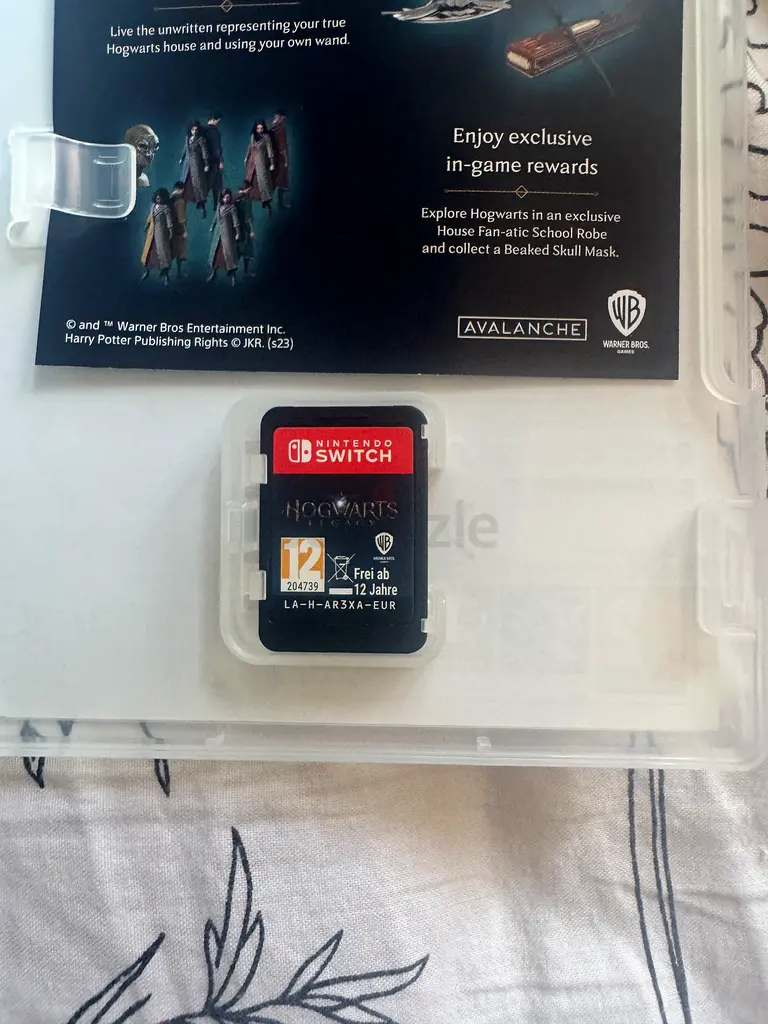 Live the unwritten representing your true
Hogwarts house and using your own wand.
Enjoy exclusive
in-game rewards
Explore Hogwarts in an exclusive
House Fan-atic School Robe
and collect a Beaked Skull Mask.
© and ™ Warner Bros Entertainment Inc.
Harry Potter Publishing Rights © JKR. (s23)
AVALANCHE
WB
WARNER BROS.
GAMES
NINTENDO
SWITCH
HOGWARTS
LEGACY
zle
12
204739
WB
Frei ab
12 Jahre
LA-H-AR3XA-EUR